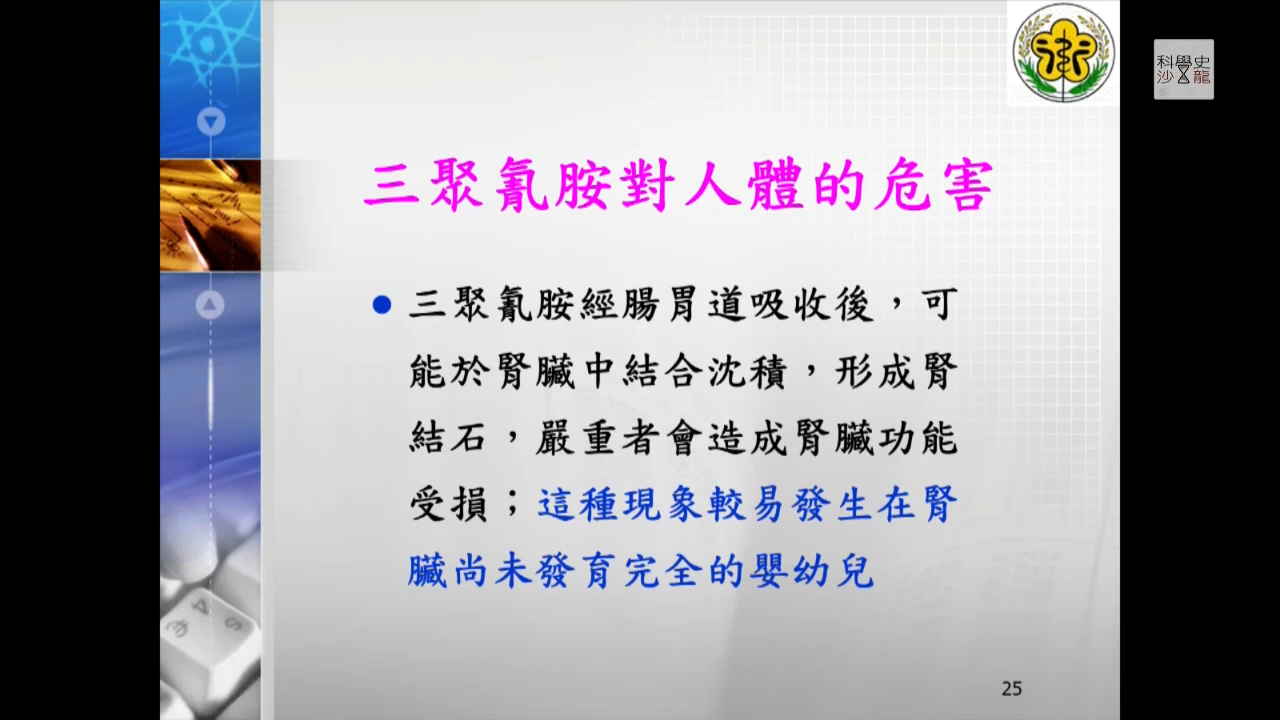 科學史
沙龍
三聚氰胺對人體的危害
三聚氰胺經腸胃道吸收後，可
能於腎臟中結合沈積，形成腎
結石，嚴重者會造成腎臟功能
受損；這種現象較易發生在腎
臟尚未發育完全的嬰幼兒
25